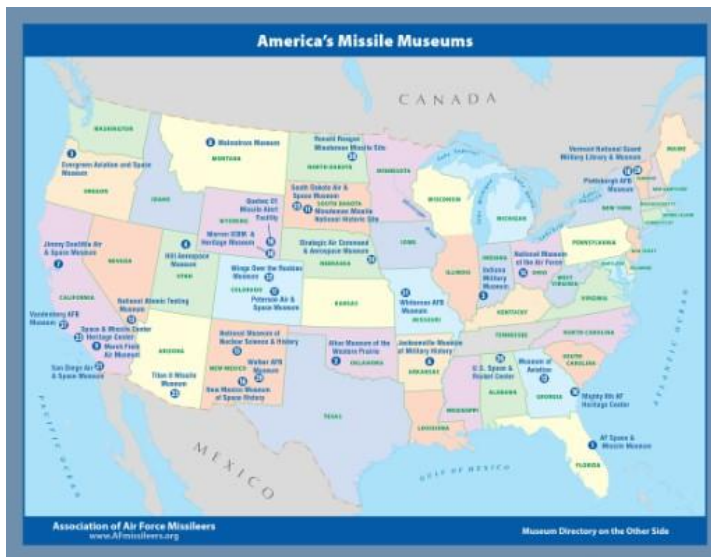 America's Missile Museums
CANADA
WASHINGTON
Evergreen Aviation and Space
Museum
OREGON
IDAHO
Malmstrom Museum
MONTANA
Ronald Reagan
Minuteman Missile Site
NORTH DAKOTA
MINNESOTA
South Dakota Air &
Space Museum
SOUTH DAKOTA
Minuteman Missile
National Historic Site
Quebec 01
Missile Alert
Facility
WYOMING
Warren ICBM &
Heritage Museum
WISCONSIN
MICHIGAN
Vermont National Guard
Military Library & Museum
Plattsburgh AFB
Museum
MAINE
NEW YORK
PENNSYLVANIA
Jimmy Doolittle Air
& Space Museum
CALIFORNIA
NEVADA
Hill Aerospace
Museum
UTAH
Strategic Air Command
& Aerospace Museum
NEBRASKA
IOWA
Wings Over the Rockies
Museum
COLORADO
Peterson Air &
Space Museum
KANSAS
Whiteman AFB
Museum
MISSOURI
ILLINOIS
INDIANA
Indiana
Military
Museum
National Museum of
the Air Force
OHIO
WEST
VIRGINIA
VIRGINIA
KENTUCKY
Vandenberg AFB
Museum
National Atomic Testing
Museum
Space & Missile Center
Heritage Center
March Field
Air Museum
San Diego Air
& Space Museum
ARIZONA
Titan II Missile
Museum
National Museum of
Nuclear Science & History
NEW MEXICO
Walker AFB
Museum
New Mexico Museum
of Space History
Altus Museum of the
Western Prairie
OKLAHOMA
Jacksonville Museum
of Military History
ARKANSAS
TENNESSEE
NORTH CAROLINA
SOUTH
CAROLINA
U.S. Space &
Rocket Center
ALABAMA
Museum of
Aviation
GEORGIA
Mighty 8th AF
Heritage Center
MISSISSIPPI
LOUISIANA
TEXAS
AF Space &
Missile Museum
FLORIDA
PACIFIC OCEAN
ATLANTIC OCEAN
MEXICO
GULF OF MEXICO
Association of Air Force Missileers
www.AFmissileers.org
Museum Directory on the Other Side